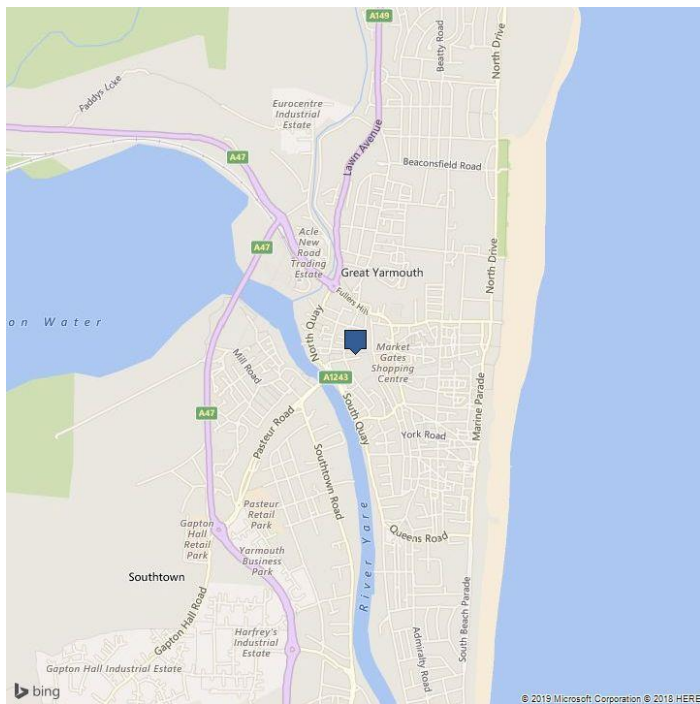 A149
Beatty Road
North Drive
Paddys Loke
Eurocentre
Industrial
Estate
Lawn Avenue
A47
Beaconsfield Road
Acle
New
Road
Trading
Estate
A47
North Drive
Great Yarmouth
Fullers Hill
on Water
North Quay
Market
Gates
Shopping
Centre
Mill Road
A1243
Marine Parade
A47
Pasteur Road
South Quay
York Road
Southtown Road
Pasteur
Retail
Park
Gapton
Hall
Retail
Park
Yarmouth
Business
Park
River Yare
Queens Road
Southtown
Gapton Hall Road
South Beach Parade
Harfrey's
Industrial
Estate
Admiralty Road
Gapton Hall Industrial Estate
bing
© 2019 Microsoft Corporation © 2018 HERE